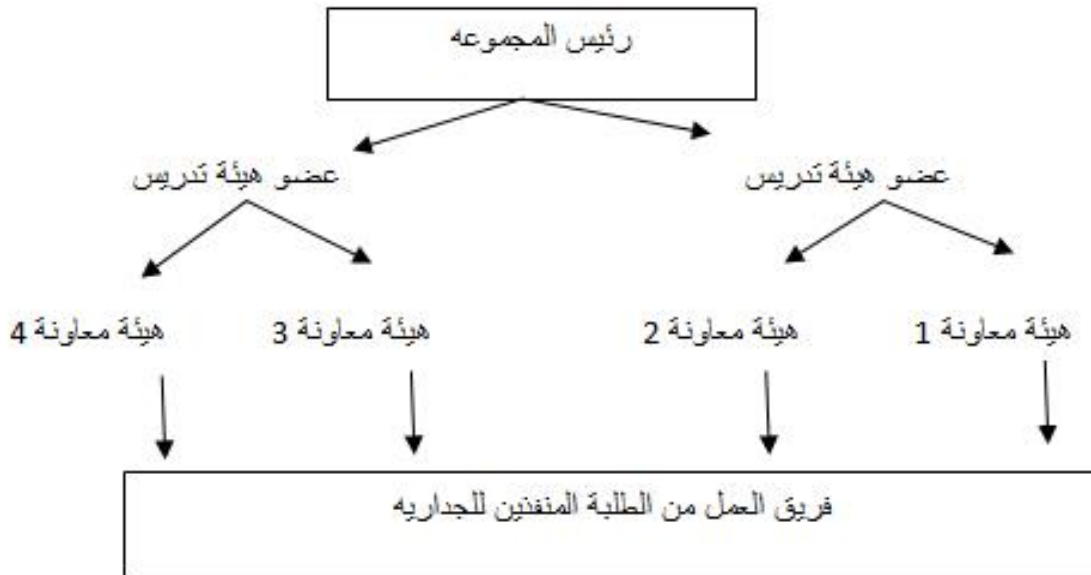 رئيس المجموعه
عضو هيئة تدريس
عضو هيئة تدريس
هيئة معاونة 1
هيئة معاونة 2
هيئة معاونة 3
هيئة معاونة 4
فريق العمل من الطلبة المنفنين للجداريه